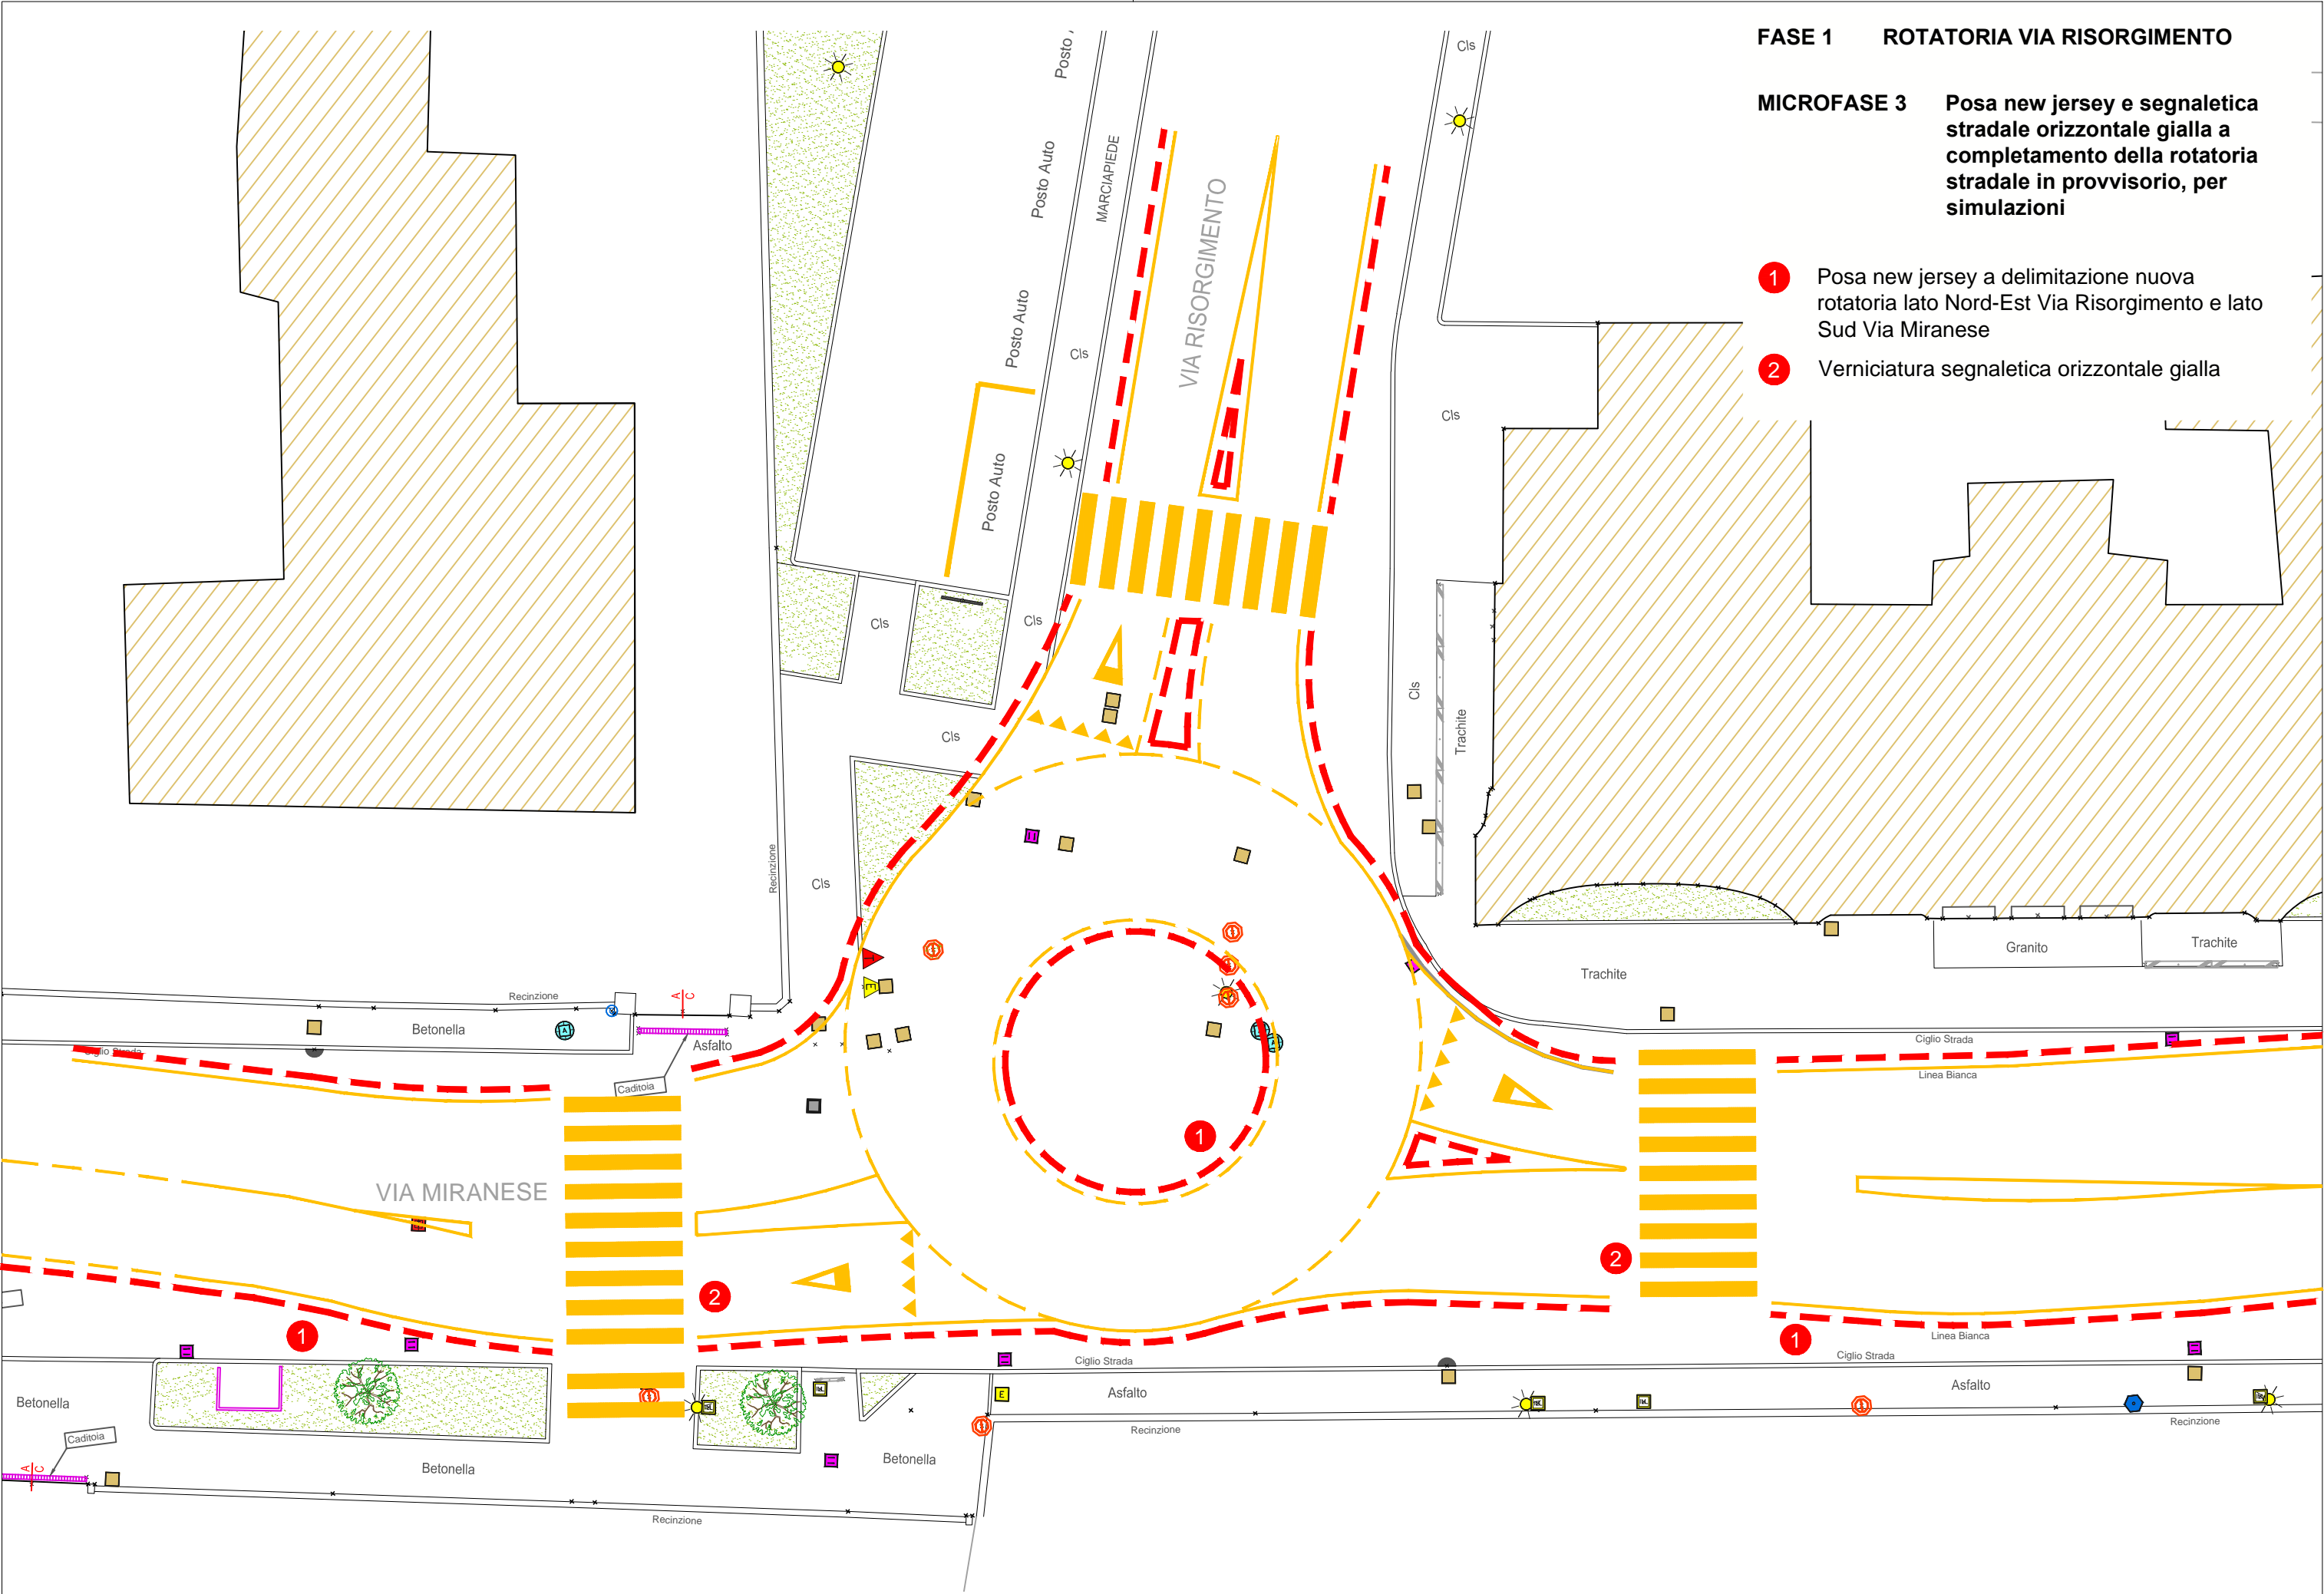 FASE 1 ROTATORIA VIA RISORGIMENTO
MICROFASE 3 Posa new jersey e segnaletica
stradale orizzontale gialla a
completamento della rotatoria
stradale in provvisorio, per
simulazioni
1 Posa new jersey a delimitazione nuova
rotatoria lato Nord-Est Via Risorgimento e lato
Sud Via Miranese
2 Verniciatura segnaletica orizzontale gialla
Posto
Cls
Posto Auto
MARCIAPIEDE
VIA RISORGIMENTO
Posto Auto
Cls
Cls
Posto Auto
Cls
Cls
Cls
Trachite
Cls
Recinzione
Cls
Granito
Trachite
Trachite
Recinzione
A C
Betonella
A
Asfalto
Ciglio Strada
Caditoia
E
A
Ciglio Strada
Linea Bianca
1
VIA MIRANESE
2
2
1
1
Linea Bianca
Ciglio Strada
Ciglio Strada
Betonella
E
Asfalto
Asfalto
Recinzione
Recinzione
Caditoia
A C
Betonella
Betonella
Recinzione